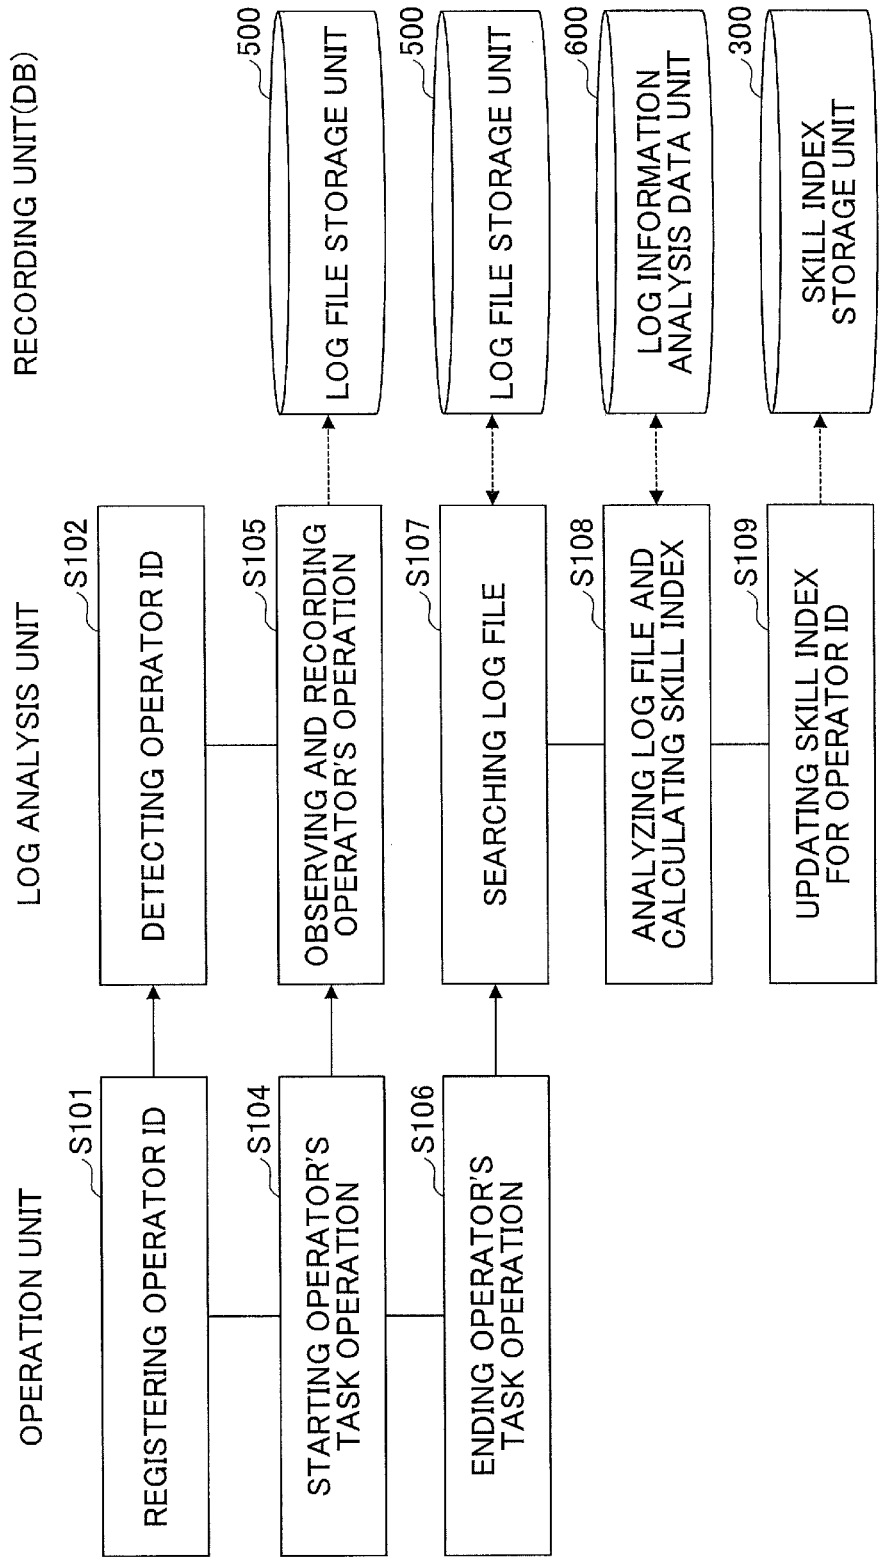 OPERATION UNIT
LOG ANALYSIS UNIT
RECORDING UNIT(DB)
S101
REGISTERING OPERATOR ID
S102
DETECTING OPERATOR ID
S104
STARTING OPERATOR'S
TASK OPERATION
S105
OBSERVING AND RECORDING
OPERATOR'S OPERATION
500
LOG FILE STORAGE UNIT
S106
ENDING OPERATOR'S
TASK OPERATION
S107
SEARCHING LOG FILE
500
LOG FILE STORAGE UNIT
S108
ANALYZING LOG FILE AND
CALCULATING SKILL INDEX
600
LOG INFORMATION
ANALYSIS DATA UNIT
S109
UPDATING SKILL INDEX
FOR OPERATOR ID
300
SKILL INDEX
STORAGE UNIT